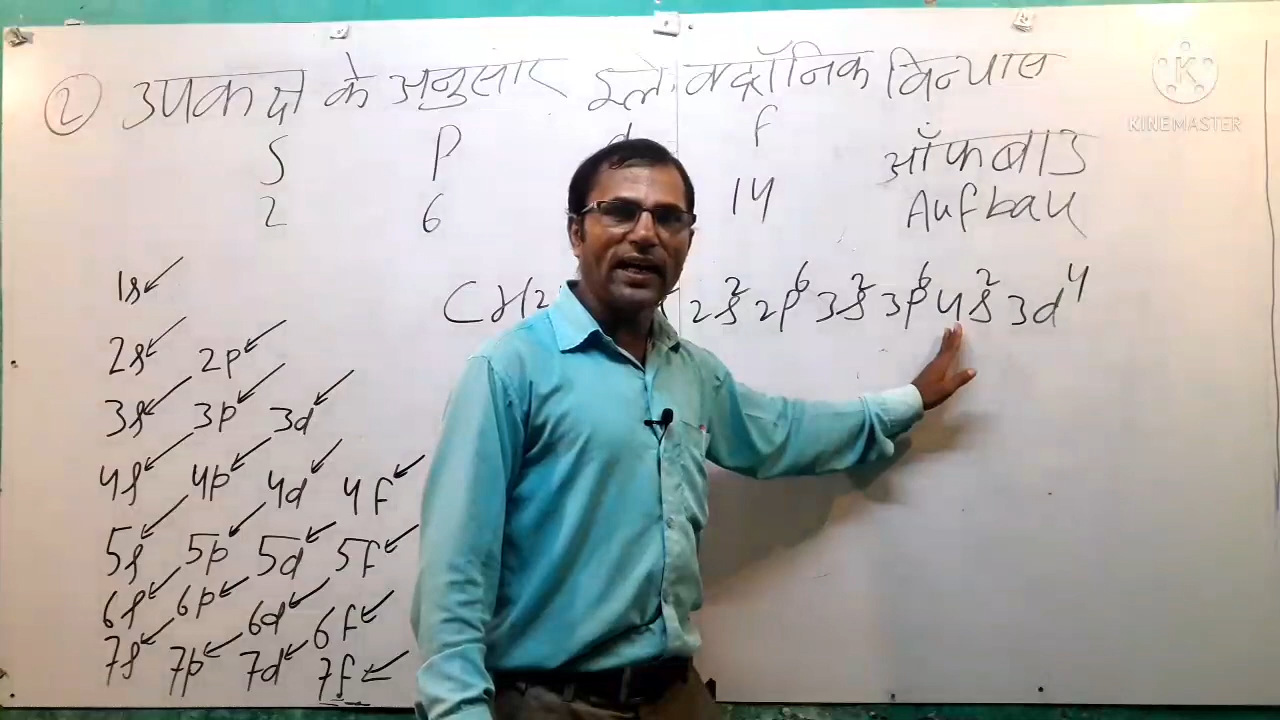 ② उपकक्ष के अनुसार इलेक्ट्रॉनिक विन्यास
S P d f
2 6 14
ऑफबाउ
Aufbau
2s² 2p⁶ 3s² 3p⁶ 4s² 3d⁴
1s
2s 2p
3s 3p 3d
4s 4p 4d 4f
5s 5p 5d 5f
6s 6p 6d 6f
7s 7p 7d 7f
K
KINEMASTER